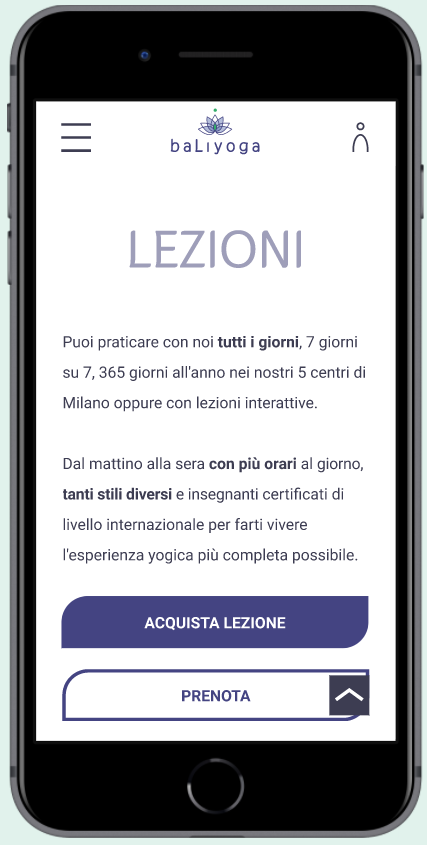 baLiyoga
LEZIONI
Puoi praticare con noi tutti i giorni, 7 giorni
su 7, 365 giorni all'anno nei nostri 5 centri di
Milano oppure con lezioni interattive.
Dal mattino alla sera con più orari al giorno,
tanti stili diversi e insegnanti certificati di
livello internazionale per farti vivere
l'esperienza yogica più completa possibile.
ACQUISTA LEZIONE
PRENOTA